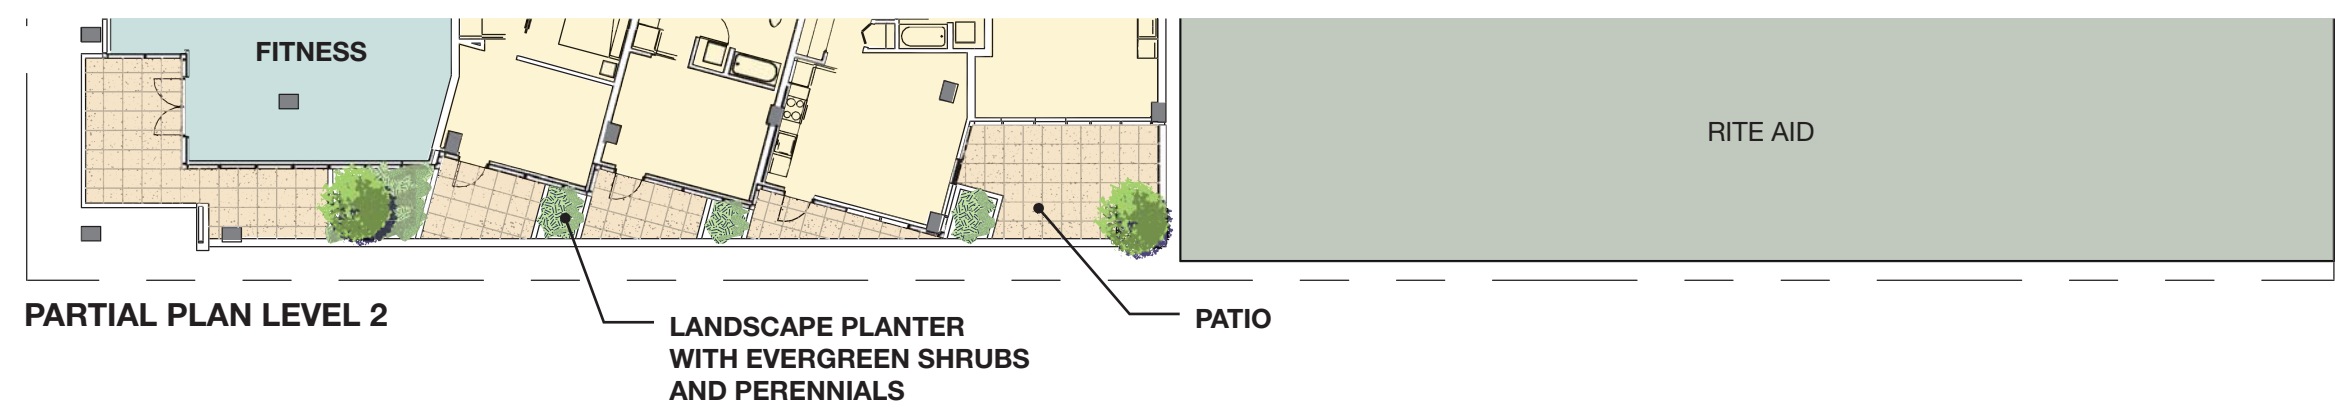 FITNESS
RITE AID
PARTIAL PLAN LEVEL 2
LANDSCAPE PLANTER
WITH EVERGREEN SHRUBS
AND PERENNIALS
PATIO